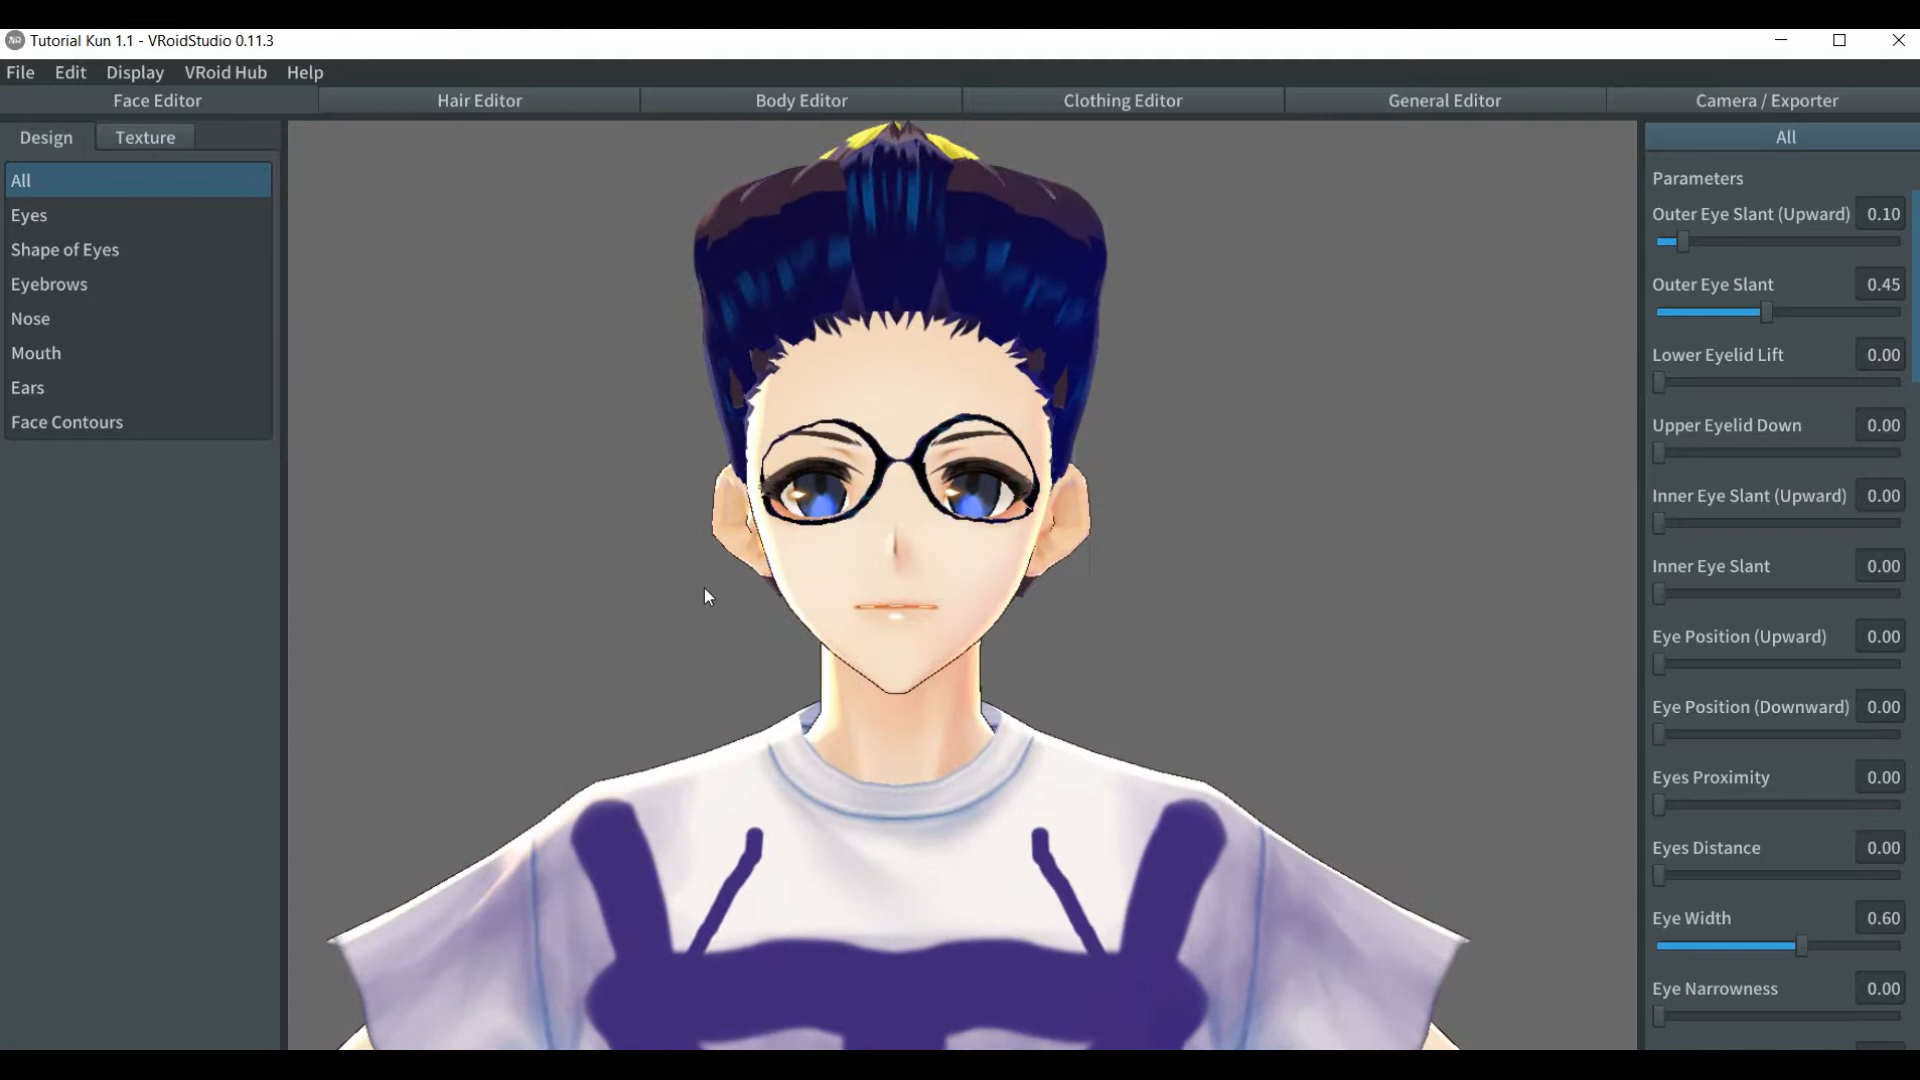 Tutorial Kun 1.1 - VRoidStudio 0.11.3
File Edit Display VRoid Hub Help
Face Editor Hair Editor Body Editor Clothing Editor General Editor Camera / Exporter
Design Texture
All
Eyes
Shape of Eyes
Eyebrows
Nose
Mouth
Ears
Face Contours
All
Parameters
Outer Eye Slant (Upward) 0.10
Outer Eye Slant 0.45
Lower Eyelid Lift 0.00
Upper Eyelid Down 0.00
Inner Eye Slant (Upward) 0.00
Inner Eye Slant 0.00
Eye Position (Upward) 0.00
Eye Position (Downward) 0.00
Eyes Proximity 0.00
Eyes Distance 0.00
Eye Width 0.60
Eye Narrowness 0.00